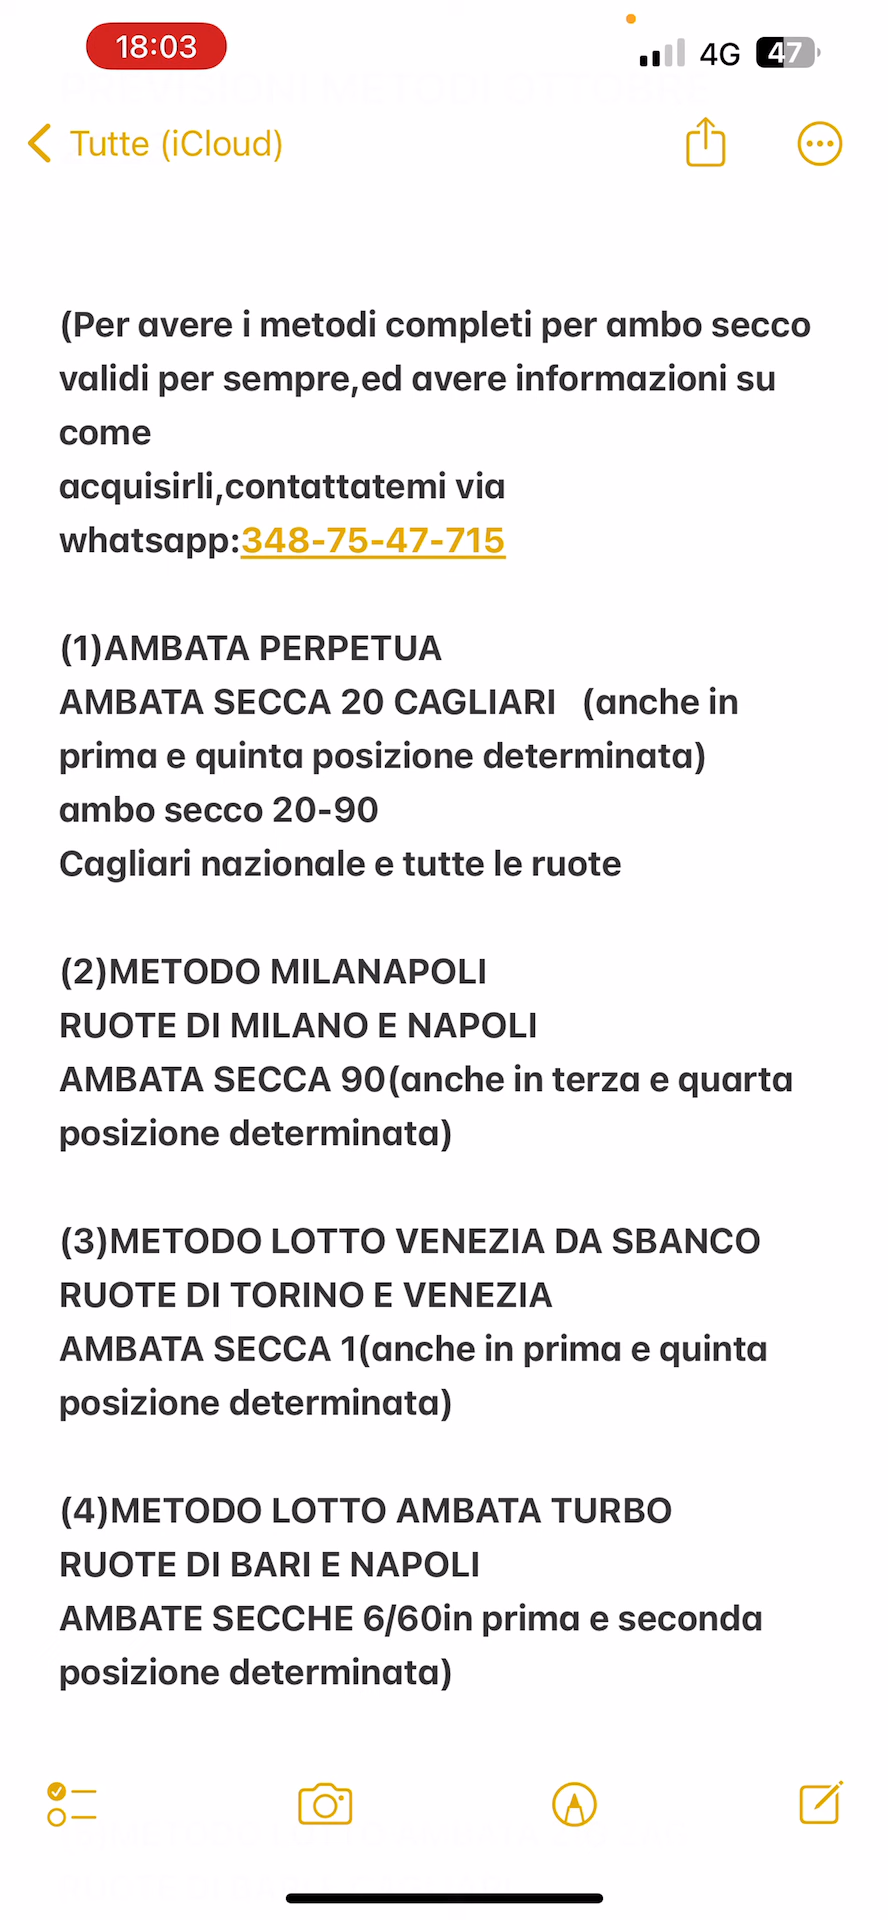 18:03
4G
47
Tutte (iCloud)
(Per avere i metodi completi per ambo secco
validi per sempre,ed avere informazioni su
come
acquisirli,contattatemi via
whatsapp:348-75-47-715
(1)AMBATA PERPETUA
AMBATA SECCA 20 CAGLIARI (anche in
prima e quinta posizione determinata)
ambo secco 20-90
Cagliari nazionale e tutte le ruote
(2)METODO MILANAPOLI
RUOTE DI MILANO E NAPOLI
AMBATA SECCA 90(anche in terza e quarta
posizione determinata)
(3)METODO LOTTO VENEZIA DA SBANCO
RUOTE DI TORINO E VENEZIA
AMBATA SECCA 1(anche in prima e quinta
posizione determinata)
(4)METODO LOTTO AMBATA TURBO
RUOTE DI BARI E NAPOLI
AMBATE SECCHE 6/60in prima e seconda
posizione determinata)